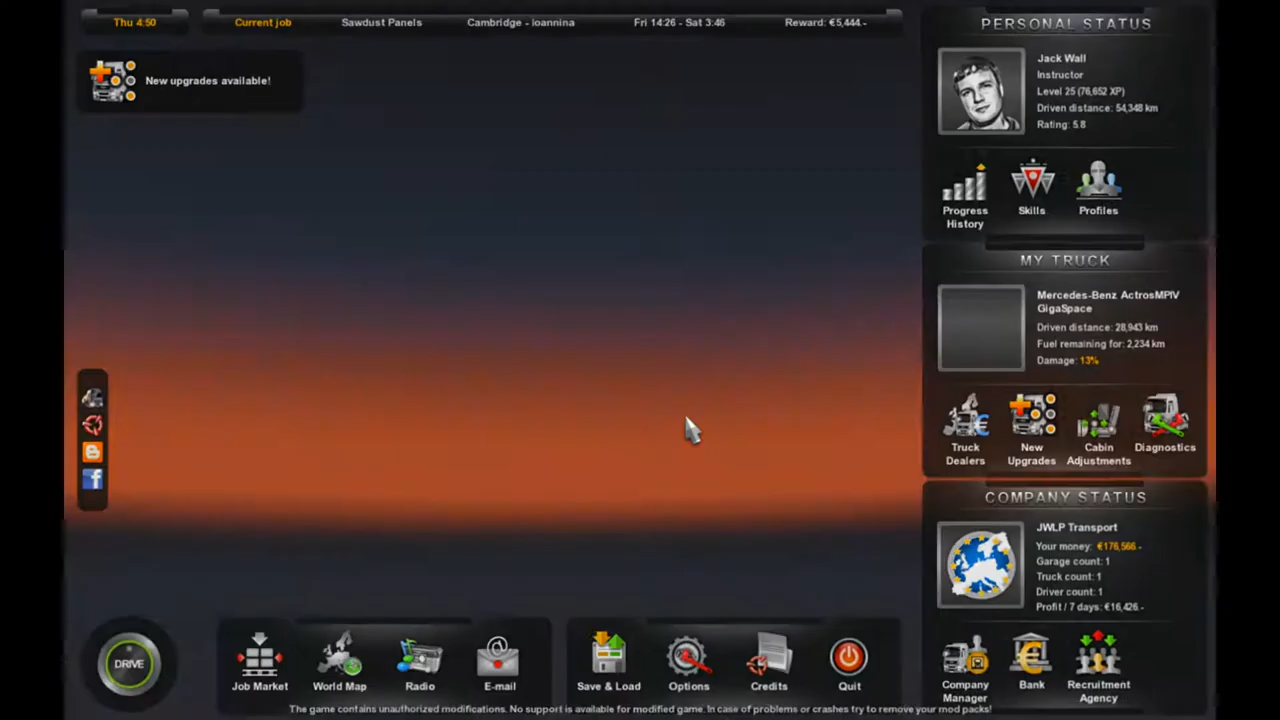 Thu 4:50
Current job
Sawdust Panels
Cambridge - ioannina
Fri 14:26 - Sat 3:46
Reward: €5,444.-
New upgrades available!
PERSONAL STATUS
Jack Wall
Instructor
Level 25 (76,652 XP)
Driven distance: 54,348 km
Rating: 5.8
Progress History
Skills
Profiles
MY TRUCK
Mercedes-Benz ActrosMPIV
GigaSpace
Driven distance: 28,943 km
Fuel remaining for: 2,234 km
Damage: 13%
Truck Dealers
New Upgrades
Cabin Adjustments
Diagnostics
COMPANY STATUS
JWLP Transport
Your money: €176,566.-
Garage count: 1
Truck count: 1
Driver count: 1
Profit / 7 days: €16,426.-
Company Manager
Bank
Recruitment Agency
DRIVE
Job Market
World Map
Radio
E-mail
Save & Load
Options
Credits
Quit
The game contains unauthorized modifications. No support is available for modified game. In case of problems or crashes try to remove your mod packs!